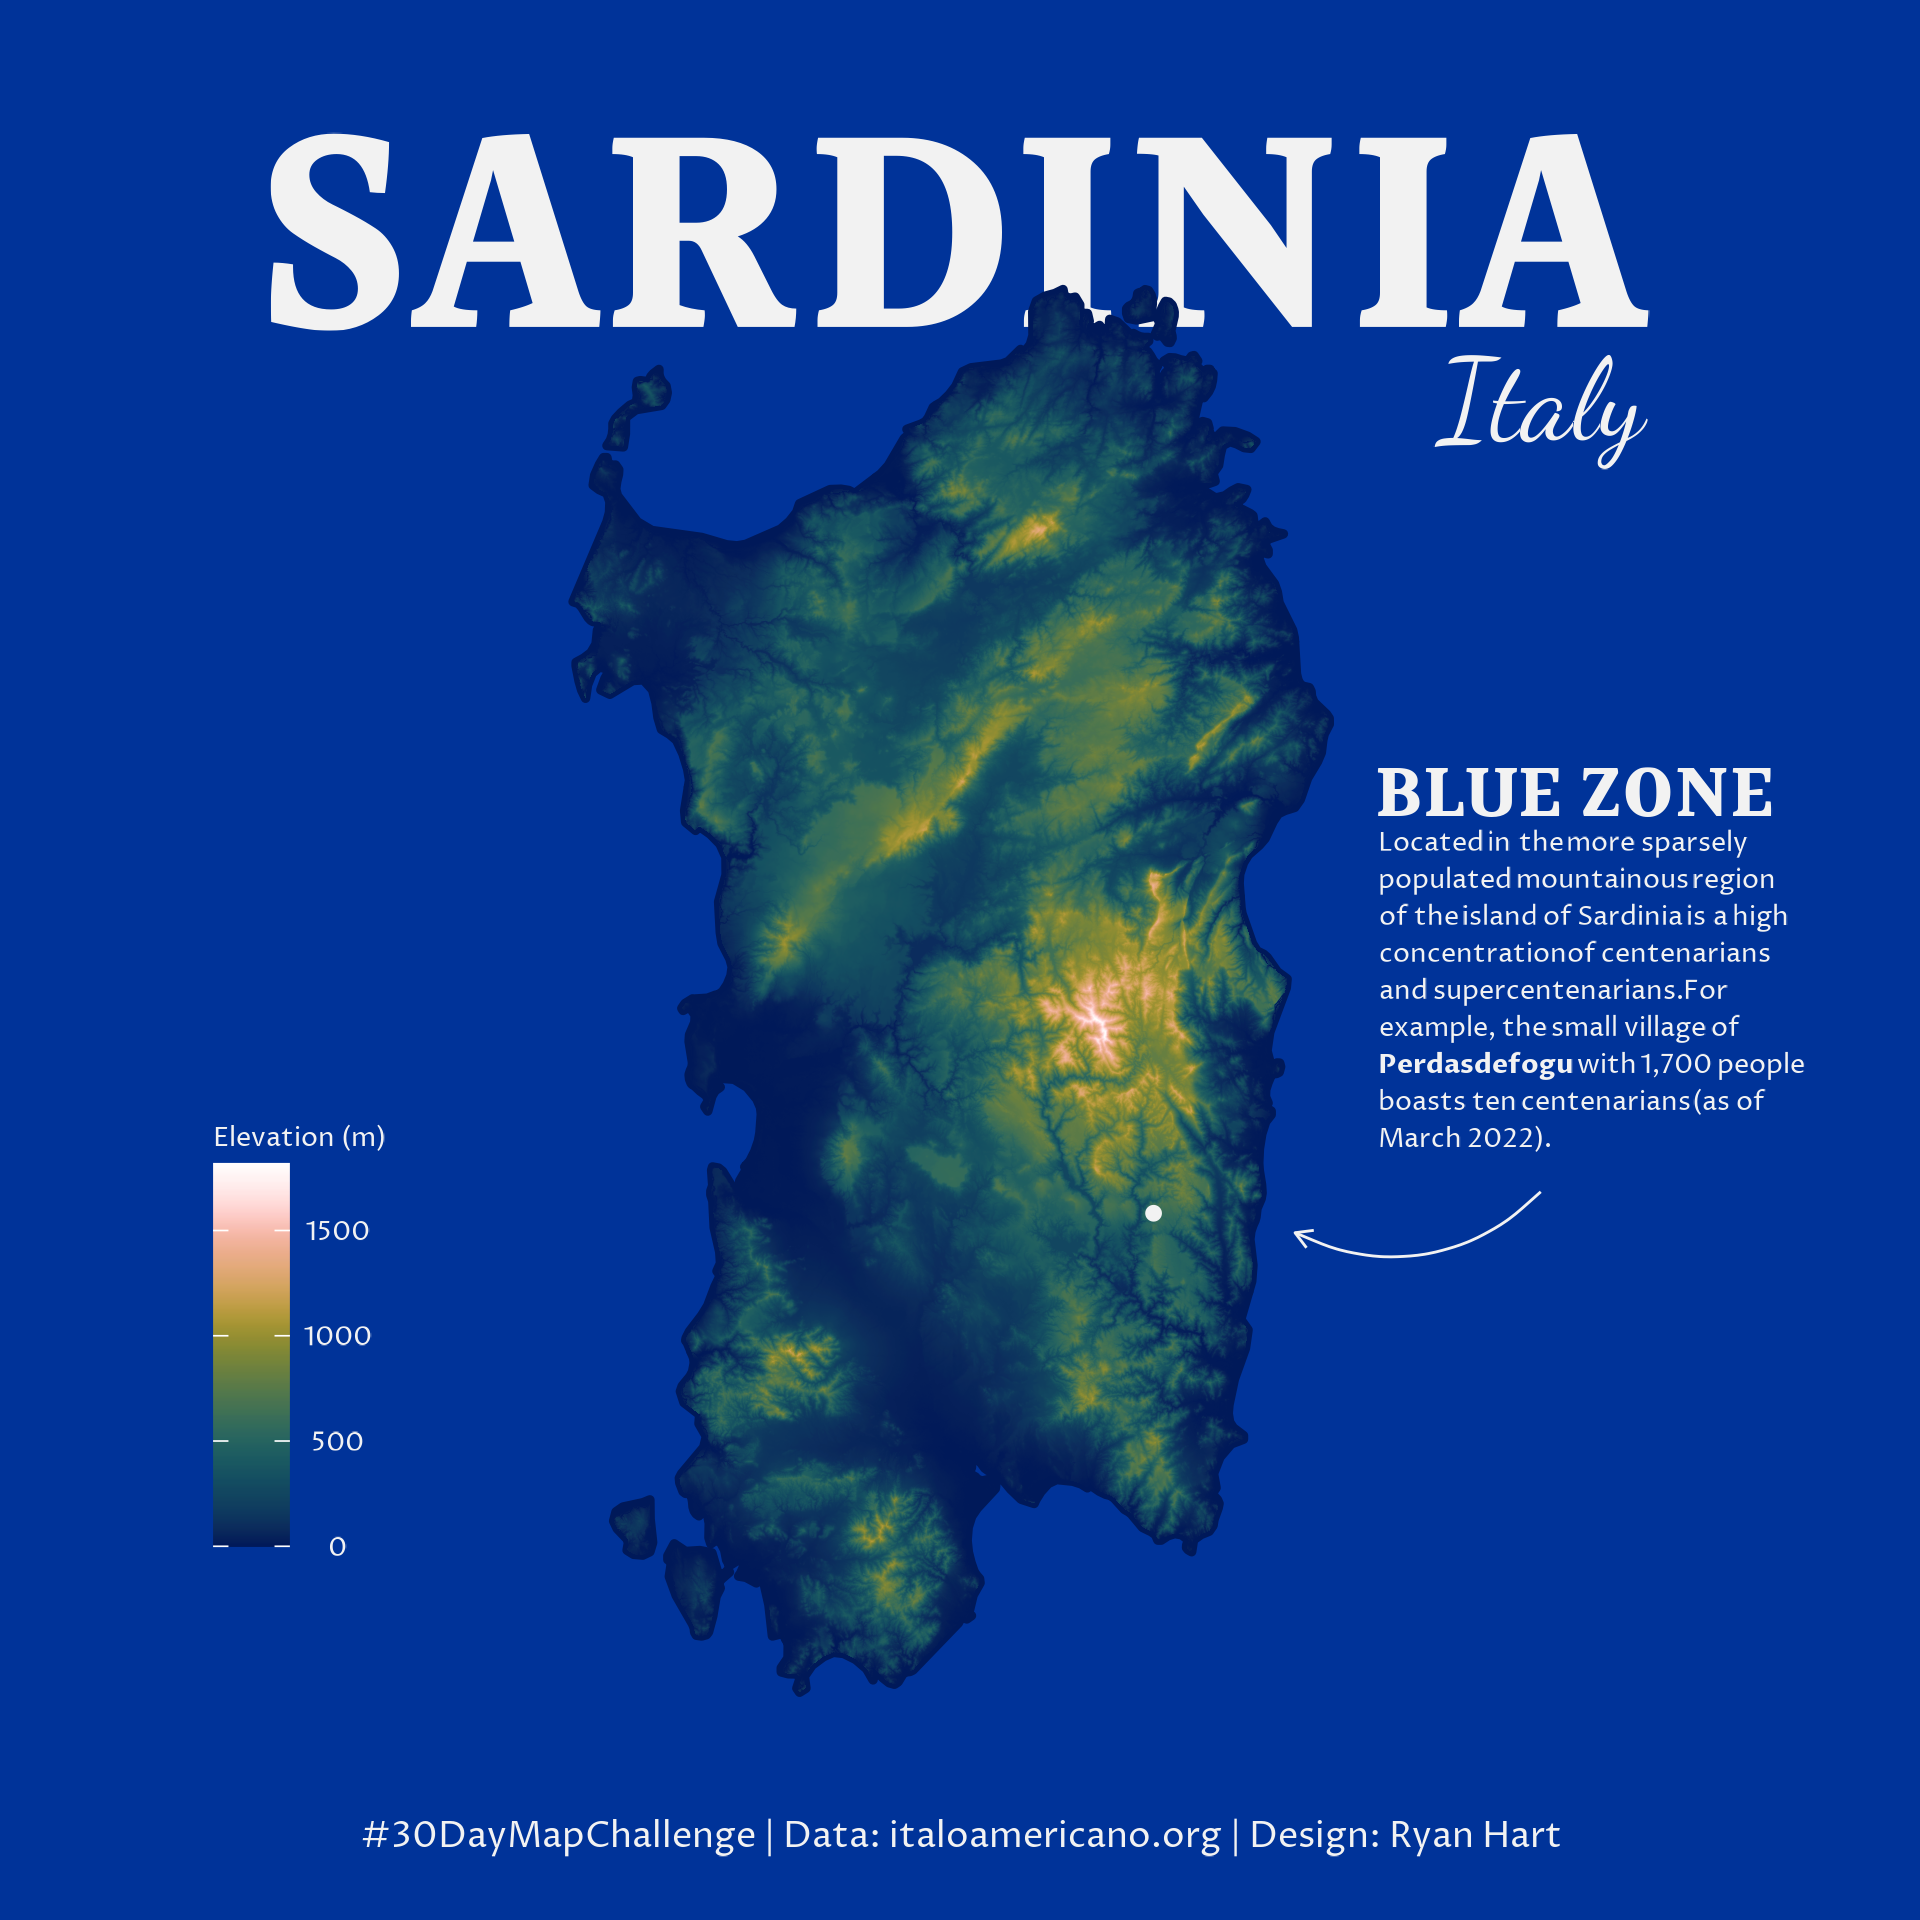 SARDINIA
Italy
BLUE ZONE
Located in the more sparsely
populated mountainous region
of the island of Sardinia is a high
concentration of centenarians
and supercentenarians. For
example, the small village of
Perdasdefogu with 1,700 people
boasts ten centenarians (as of
March 2022).
Elevation (m)
1500
1000
500
0
#30DayMapChallenge | Data: italoamericano.org | Design: Ryan Hart